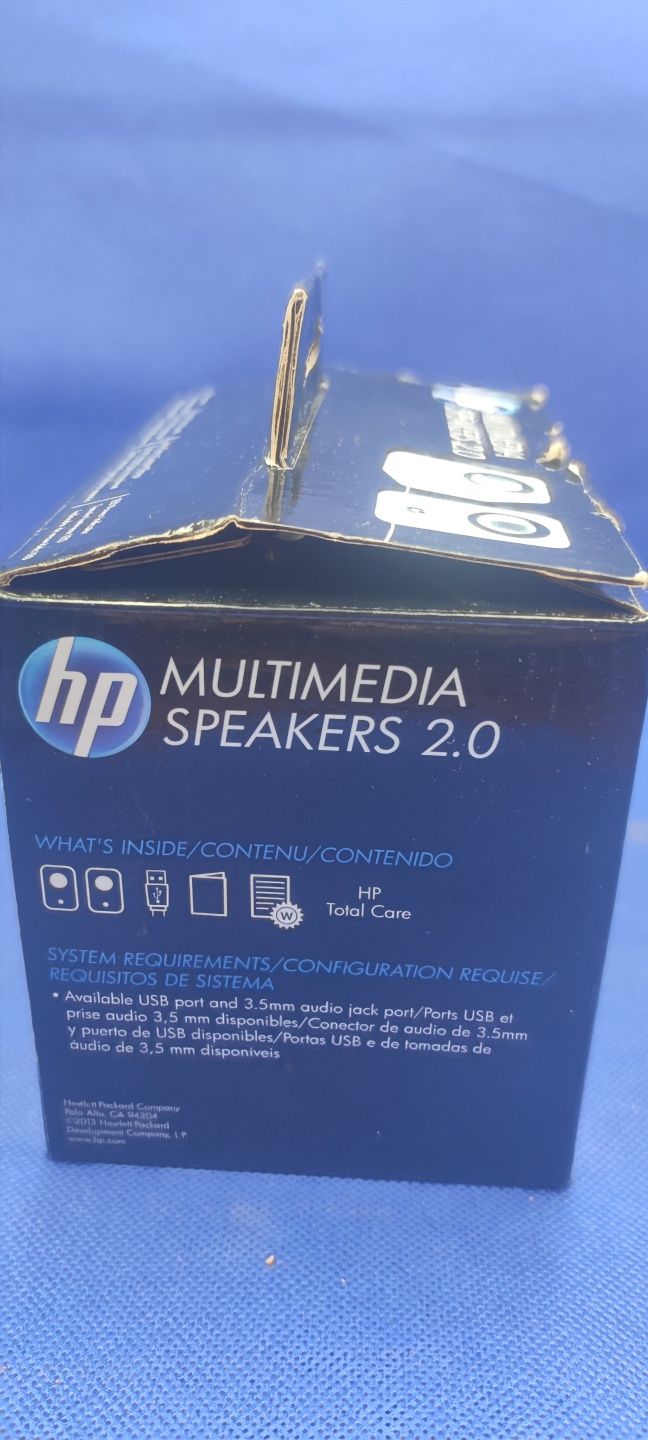 hp
MULTIMEDIA
SPEAKERS 2.0
WHAT'S INSIDE/CONTENU/CONTENIDO
W
HP
Total Care
SYSTEM REQUIREMENTS/CONFIGURATION REQUISE/
REQUISITOS DE SISTEMA
• Available USB port and 3.5mm audio jack port/Ports USB et
prise audio 3,5 mm disponibles/Conector de audio de 3.5mm
y puerto de USB disponibles/Portas USB e de tomadas de
áudio de 3,5 mm disponíveis
Hewlett Packard Company
Palo Alto, CA 94304
©2013 Hewlett-Packard
Development Company, L.P.
www.hp.com